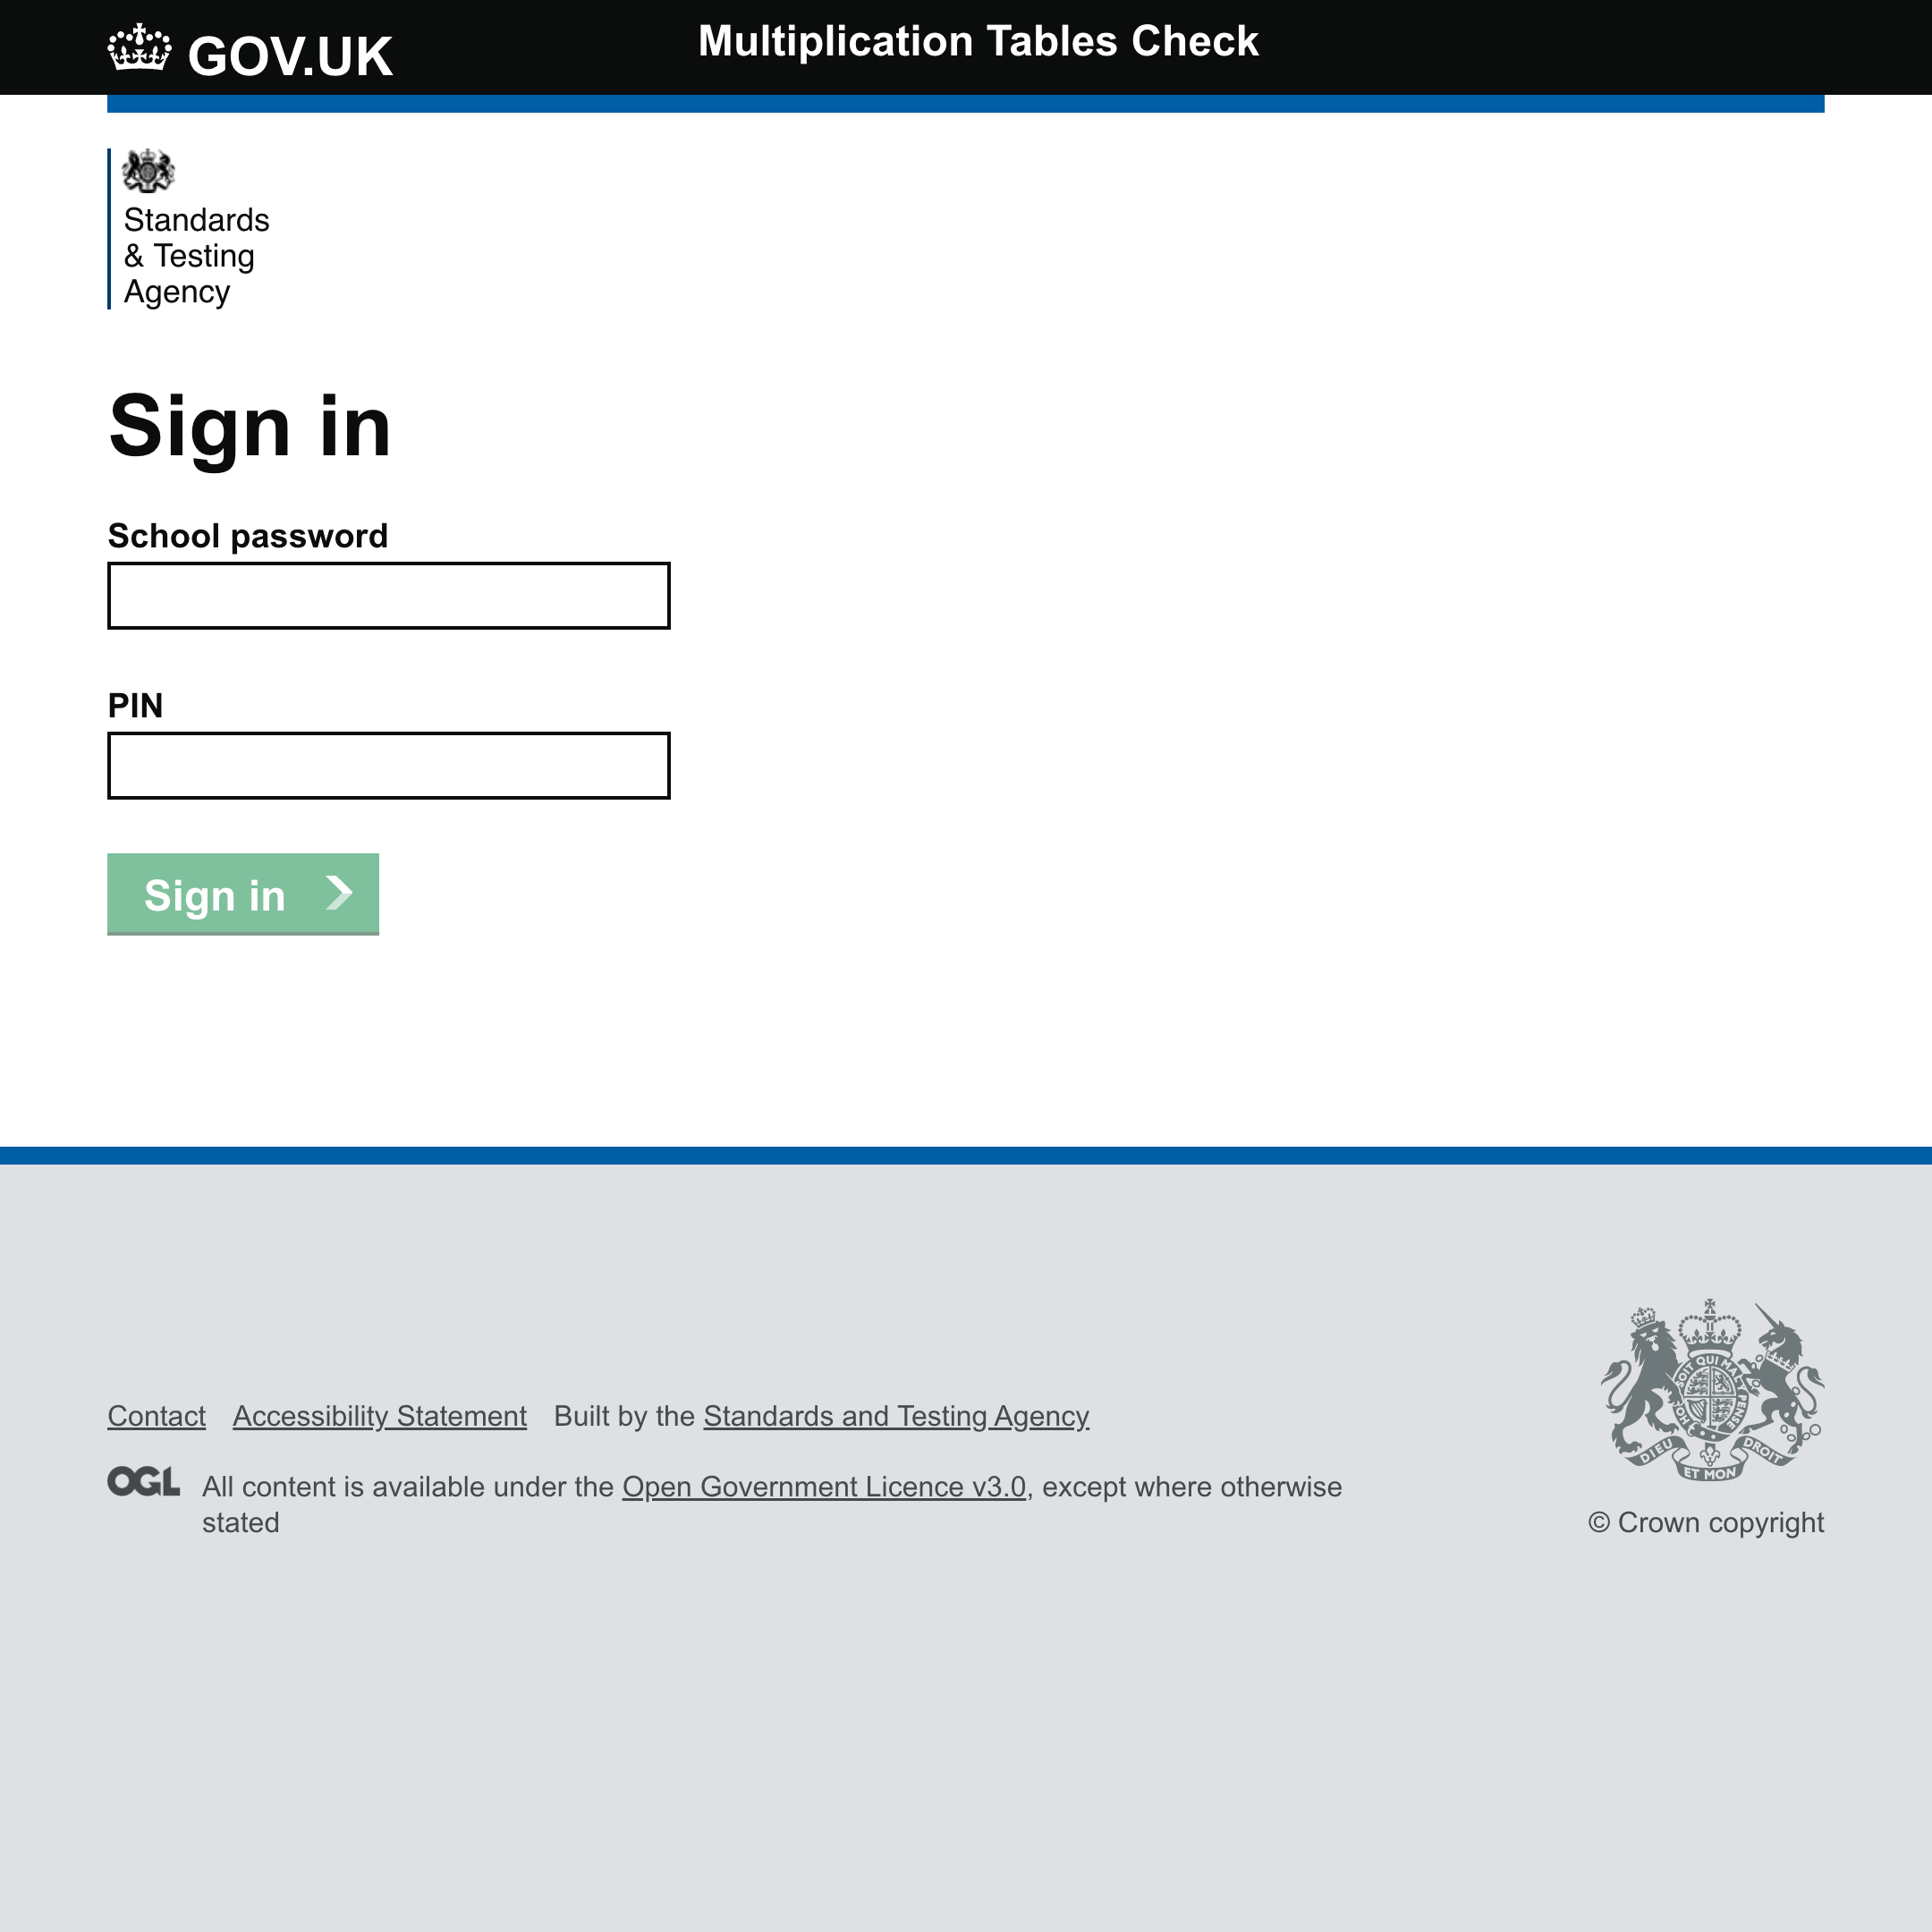 GOV.UK
Multiplication Tables Check
Standards
& Testing
Agency
Sign in
School password
PIN
Sign in
Contact Accessibility Statement Built by the Standards and Testing Agency
OGL All content is available under the Open Government Licence v3.0, except where otherwise
stated
HONI SOIT QUI MAL Y PENSE
DIEU ET MON DROIT
© Crown copyright